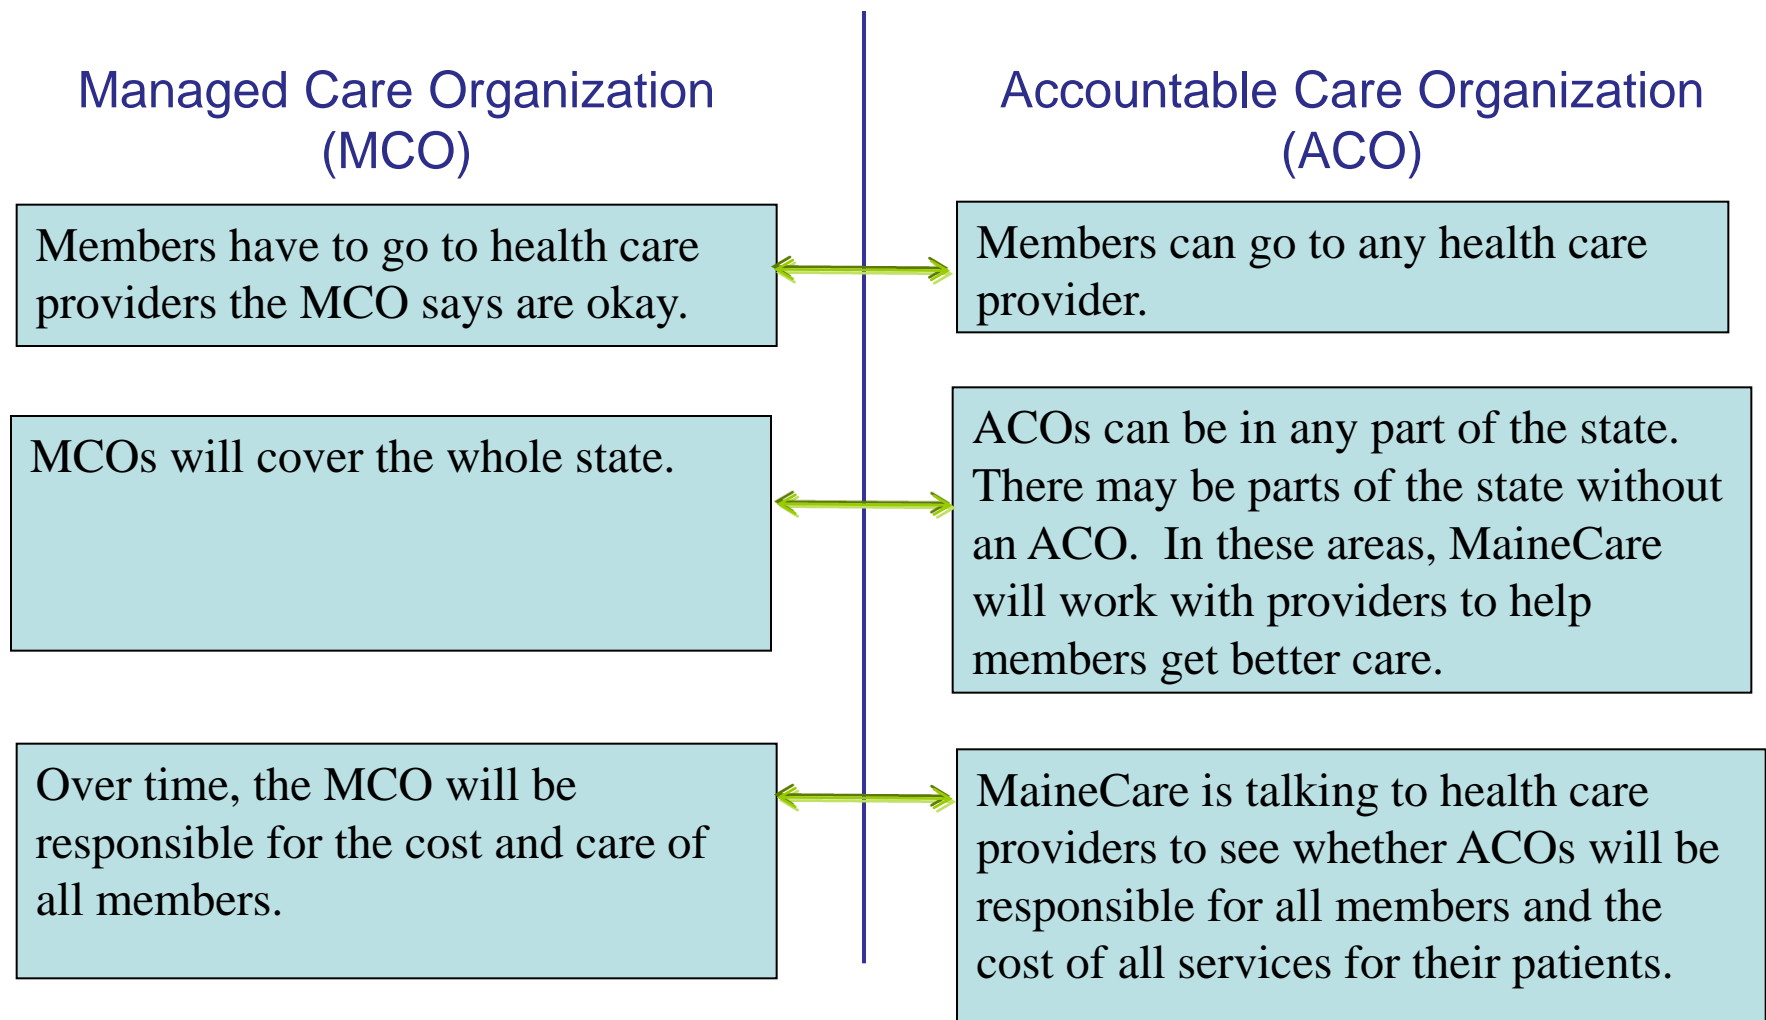 Managed Care Organization
(MCO)
Members have to go to health care
providers the MCO says are okay.
MCOs will cover the whole state.
Over time, the MCO will be
responsible for the cost and care of
all members.
Accountable Care Organization
(ACO)
Members can go to any health care
provider.
ACOs can be in any part of the state.
There may be parts of the state without
an ACO.  In these areas, MaineCare
will work with providers to help
members get better care.
MaineCare is talking to health care
providers to see whether ACOs will be
responsible for all members and the
cost of all services for their patients.